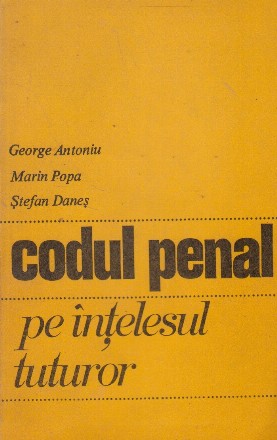 George Antoniu
Marin Popa
Ștefan Daneș
codul penal
pe înțelesul
tuturor